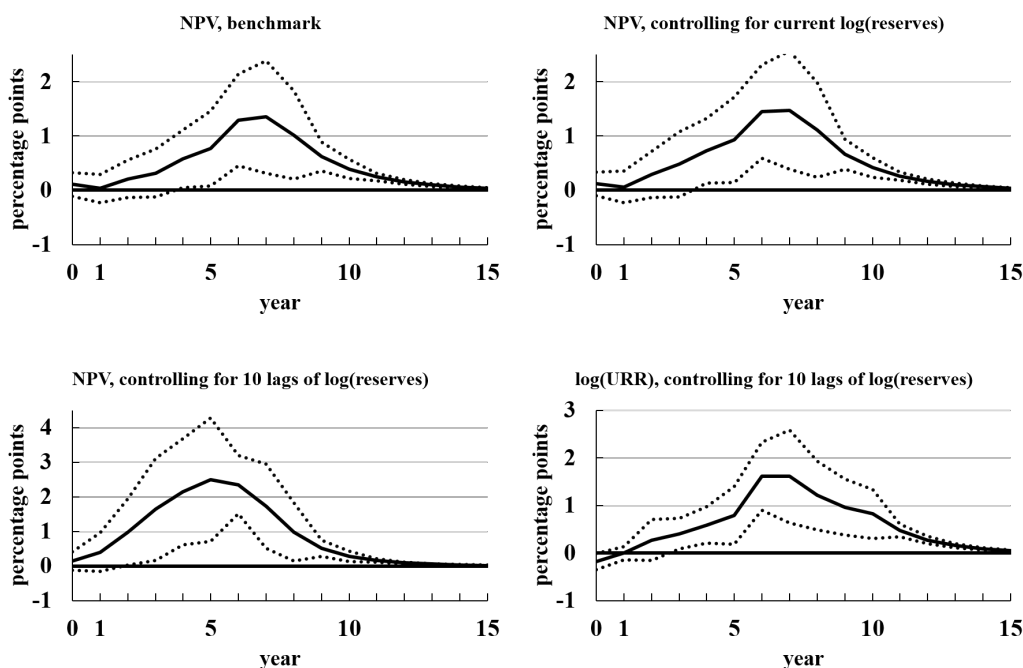 NPV, benchmark
percentage points
2
1
0
-1
0 1 5 10 15
year
NPV, controlling for current log(reserves)
percentage points
2
1
0
-1
0 1 5 10 15
year
NPV, controlling for 10 lags of log(reserves)
percentage points
4
3
2
1
0
-1
0 1 5 10 15
year
log(URR), controlling for 10 lags of log(reserves)
percentage points
3
2
1
0
-1
0 1 5 10 15
year